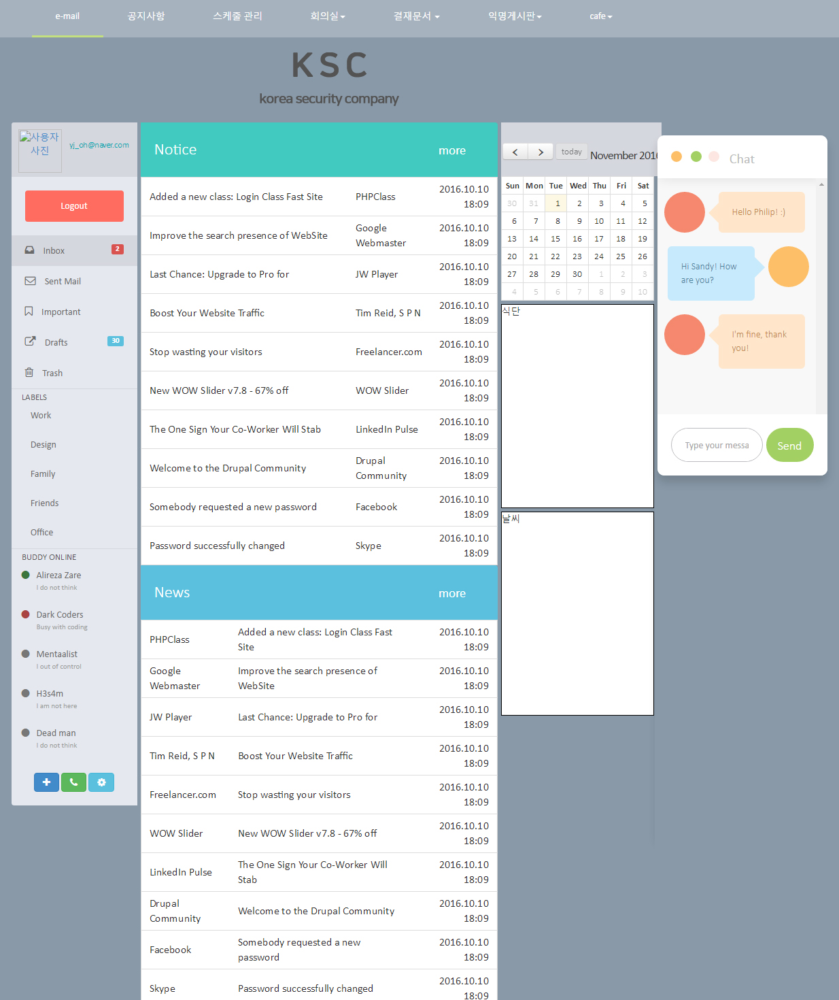 e-mail 공지사항 스케줄 관리 회의실 결재문서 익명게시판 cafe
KSC
korea security company
사용자
사진
yj_oh@naver.com
Logout
Inbox 2
Sent Mail
Important
Drafts 30
Trash
LABELS
Work
Design
Family
Friends
Office
BUDDY ONLINE
Alireza Zare
I do not think
Dark Coders
Busy with coding
Mentaalist
I out of control
H3s4m
I am not here
Dead man
I do not think
Notice more
Added a new class: Login Class Fast Site PHPClass 2016.10.10
18:09
Improve the search presence of WebSite Google
Webmaster 2016.10.10
18:09
Last Chance: Upgrade to Pro for JW Player 2016.10.10
18:09
Boost Your Website Traffic Tim Reid, S P N 2016.10.10
18:09
Stop wasting your visitors Freelancer.com 2016.10.10
18:09
New WOW Slider v7.8 - 67% off WOW Slider 2016.10.10
18:09
The One Sign Your Co-Worker Will Stab LinkedIn Pulse 2016.10.10
18:09
Welcome to the Drupal Community Drupal
Community 2016.10.10
18:09
Somebody requested a new password Facebook 2016.10.10
18:09
Password successfully changed Skype 2016.10.10
18:09
News more
PHPClass Added a new class: Login Class Fast
Site 2016.10.10
18:09
Google
Webmaster Improve the search presence of
WebSite 2016.10.10
18:09
JW Player Last Chance: Upgrade to Pro for 2016.10.10
18:09
Tim Reid, S P N Boost Your Website Traffic 2016.10.10
18:09
Freelancer.com Stop wasting your visitors 2016.10.10
18:09
WOW Slider New WOW Slider v7.8 - 67% off 2016.10.10
18:09
LinkedIn Pulse The One Sign Your Co-Worker Will
Stab 2016.10.10
18:09
Drupal
Community Welcome to the Drupal Community 2016.10.10
18:09
Facebook Somebody requested a new
password 2016.10.10
18:09
Skype Password successfully changed 2016.10.10
18:09
today November 2016
Sun Mon Tue Wed Thu Fri Sat
30 31 1 2 3 4 5
6 7 8 9 10 11 12
13 14 15 16 17 18 19
20 21 22 23 24 25 26
27 28 29 30 1 2 3
4 5 6 7 8 9 10
식단
날씨
Chat
Hello Philip! :)
Hi Sandy! How
are you?
I'm fine, thank
you!
Type your messa Send